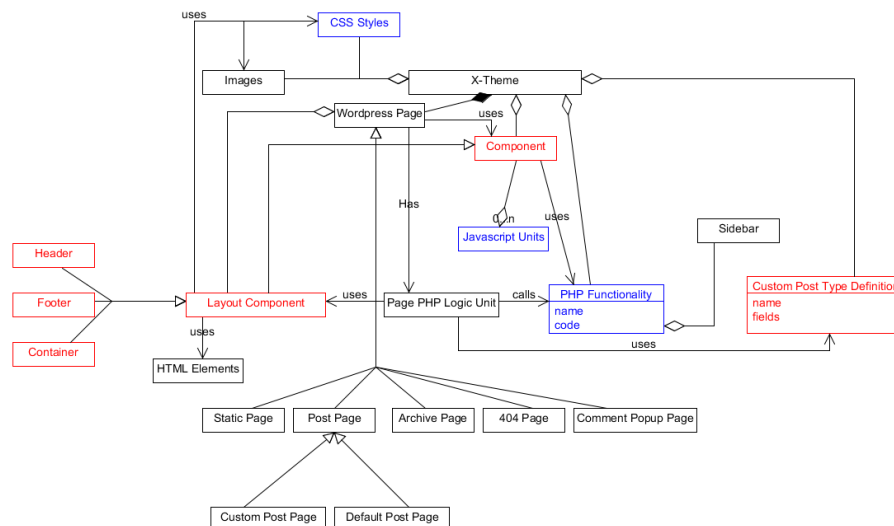 uses
CSS Styles
Images
X-Theme
Wordpress Page
uses
Component
Has
0..n
uses
Javascript Units
Sidebar
Header
Footer
Container
Layout Component
uses
Page PHP Logic Unit
calls
PHP Functionality
name
code
Custom Post Type Definition
name
fields
uses
uses
HTML Elements
Static Page
Post Page
Archive Page
404 Page
Comment Popup Page
Custom Post Page
Default Post Page